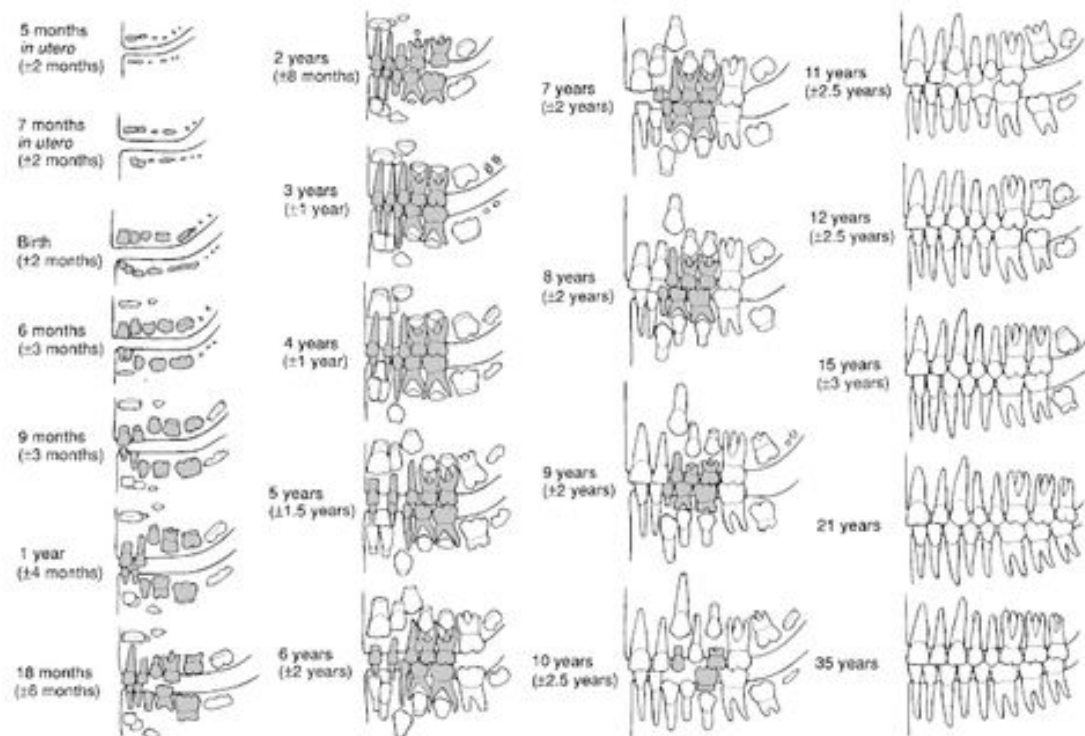 5 months
in utero
(±2 months)
7 months
in utero
(±2 months)
Birth
(±2 months)
6 months
(±3 months)
9 months
(±3 months)
1 year
(±4 months)
18 months
(±6 months)
2 years
(±8 months)
3 years
(±1 year)
4 years
(±1 year)
5 years
(±1.5 years)
6 years
(±2 years)
7 years
(±2 years)
8 years
(±2 years)
9 years
(±2 years)
10 years
(±2.5 years)
11 years
(±2.5 years)
12 years
(±2.5 years)
15 years
(±3 years)
21 years
35 years